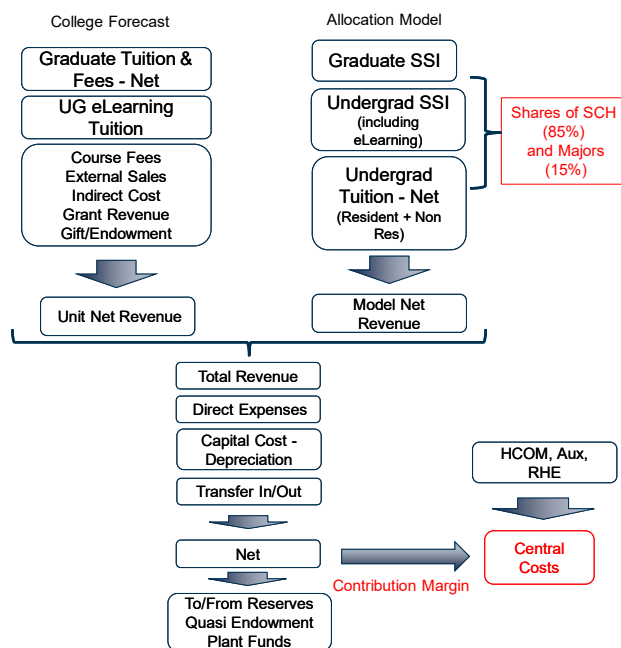 College Forecast
Graduate Tuition &
Fees - Net
UG eLearning
Tuition
Course Fees
External Sales
Indirect Cost
Grant Revenue
Gift/Endowment
Unit Net Revenue
Allocation Model
Graduate SSI
Undergrad SSI
(including
eLearning)
Undergrad
Tuition - Net
(Resident + Non
Res)
Shares of SCH
(85%)
and Majors
(15%)
Model Net
Revenue
Total Revenue
Direct Expenses
Capital Cost -
Depreciation
Transfer In/Out
Net
To/From Reserves
Quasi Endowment
Plant Funds
Contribution Margin
HCOM, Aux,
RHE
Central
Costs